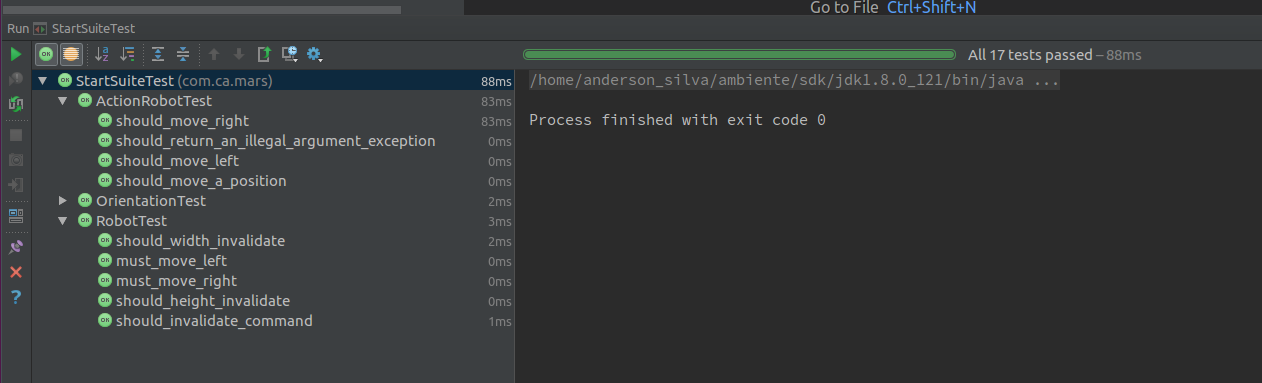 Go to File Ctrl+Shift+N
Run StartSuiteTest
All 17 tests passed – 88ms
StartSuiteTest (com.ca.mars) 88ms
/home/anderson_silva/ambiente/sdk/jdk1.8.0_121/bin/java ...
ActionRobotTest 83ms
should_move_right 83ms
Process finished with exit code 0
should_return_an_illegal_argument_exception 0ms
should_move_left 0ms
should_move_a_position 0ms
OrientationTest 2ms
RobotTest 3ms
should_width_invalidate 2ms
must_move_left 0ms
must_move_right 0ms
should_height_invalidate 0ms
should_invalidate_command 1ms